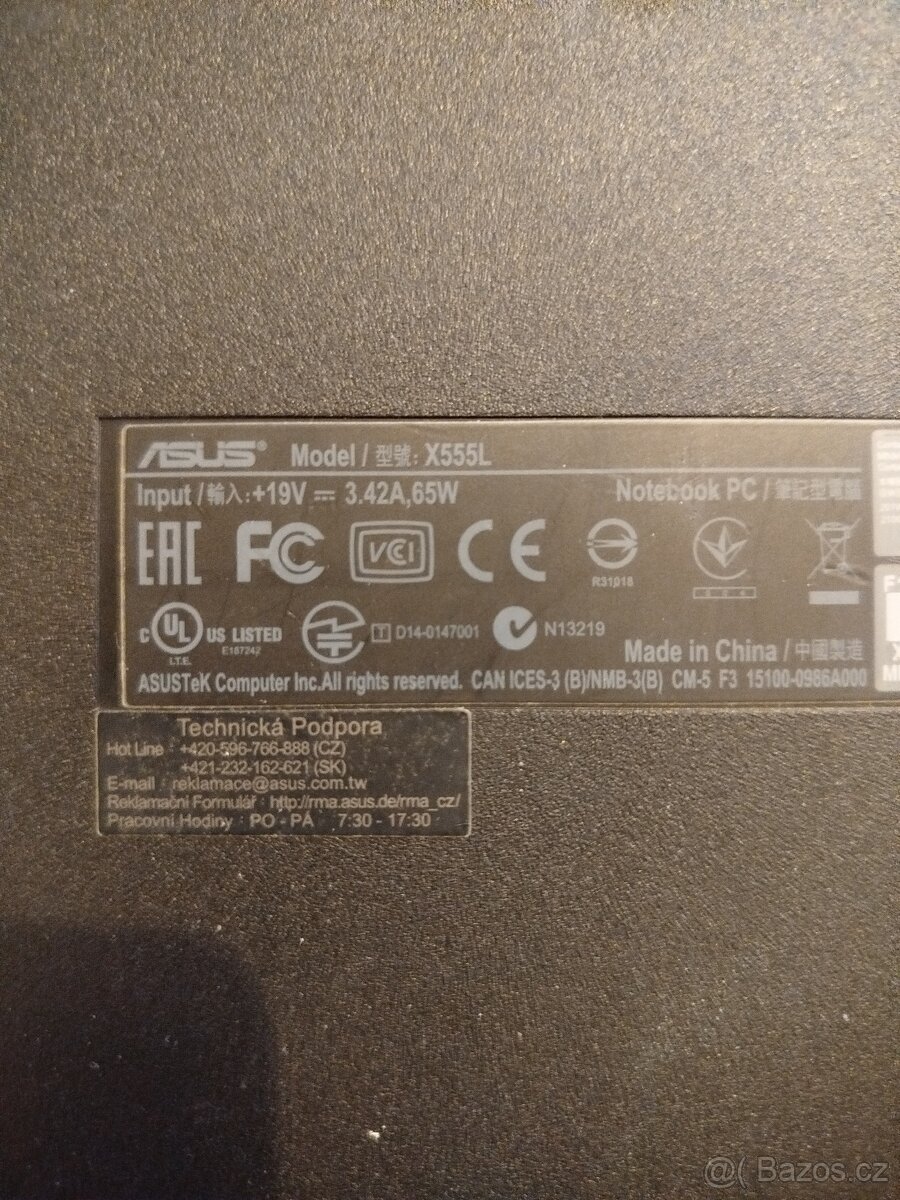 ASUS® Model / 型號: X555L
Input / 輸入: +19V ⎓ 3.42A,65W Notebook PC / 筆記型電腦
EAC FC VCCI CE
R31018
c UL US LISTED D14-0147001 N13219
E187242
I.T.E.
Made in China / 中國製造
ASUSTeK Computer Inc.All rights reserved. CAN ICES-3 (B)/NMB-3(B) CM-5 F3 15100-0986A000
Technická Podpora
Hot Line : +420-596-766-888 (CZ)
+421-232-162-621 (SK)
E-mail : reklamace@asus.com.tw
Reklamační Formulář : http://rma.asus.de/rma_cz/
Pracovní Hodiny : PO - PÁ 7:30 - 17:30
@( Bazos.cz